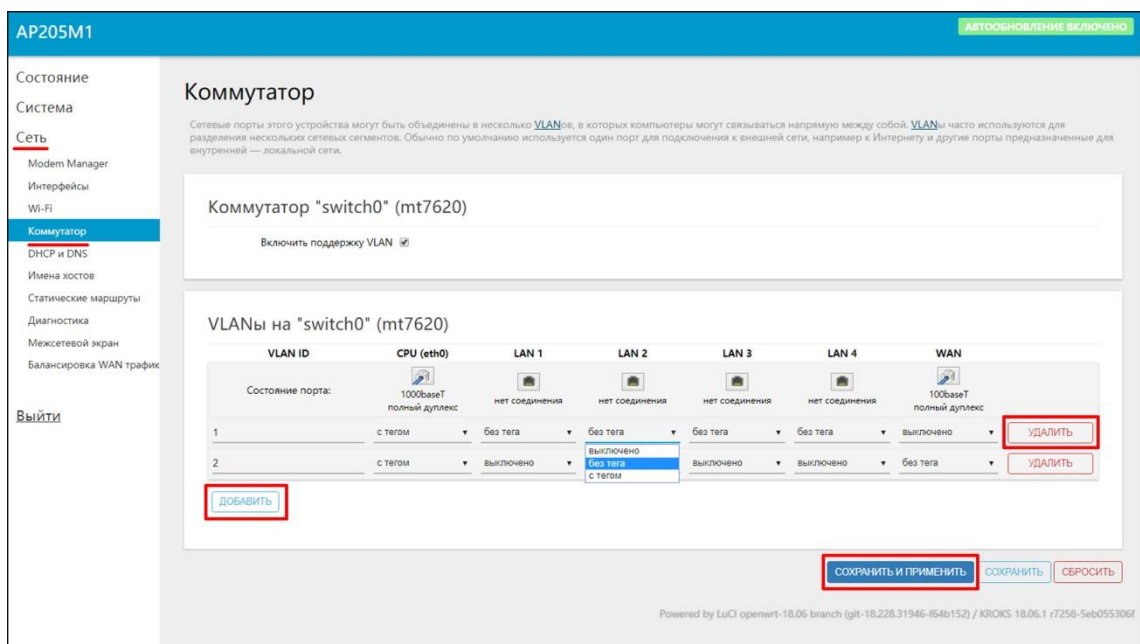 AP205M1
АВТООБНОВЛЕНИЕ ВКЛЮЧЕНО
Состояние
Система
Сеть
Modem Manager
Интерфейсы
Wi-Fi
Коммутатор
DHCP и DNS
Имена хостов
Статические маршруты
Диагностика
Межсетевой экран
Балансировка WAN трафик
Выйти
Коммутатор
Сетевые порты этого устройства могут быть объединены в несколько VLANов, в которых компьютеры могут связываться напрямую между собой. VLANы часто используются для
разделения нескольких сетевых сегментов. Обычно по умолчанию используется один порт для подключения к внешней сети, например к Интернету и другие порты предназначенные для
внутренней — локальной сети.
Коммутатор "switch0" (mt7620)
Включить поддержку VLAN
VLANы на "switch0" (mt7620)
VLAN ID CPU (eth0) LAN 1 LAN 2 LAN 3 LAN 4 WAN
Состояние порта: 1000baseT нет соединения нет соединения нет соединения нет соединения 100baseT
полный дуплекс полный дуплекс
1 с тегом без тега без тега без тега без тега выключено УДАЛИТЬ
выключено
2 с тегом выключено без тега выключено выключено без тега УДАЛИТЬ
с тегом
ДОБАВИТЬ
СОХРАНИТЬ И ПРИМЕНИТЬ СОХРАНИТЬ СБРОСИТЬ
Powered by LuCI openwrt-18.06 branch (git-18.228.31946-f64b152) / KROKS 18.06.1 r7258-5eb055306f